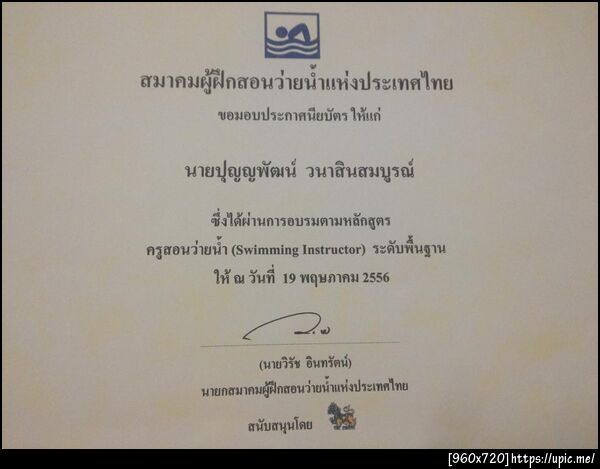 สมาคมผู้ฝึกสอนว่ายน้ำแห่งประเทศไทย
ขอมอบประกาศนียบัตร ให้แก่
นายปุญญพัฒน์ วนาสินสมบูรณ์
ซึ่งได้ผ่านการอบรมตามหลักสูตร
ครูสอนว่ายน้ำ (Swimming Instructor) ระดับพื้นฐาน
ให้ ณ วันที่ 19 พฤษภาคม 2556
(นายวิรัช อินทรัตน์)
นายกสมาคมผู้ฝึกสอนว่ายน้ำแห่งประเทศไทย
สนับสนุนโดย
[960x720]https://upic.me/